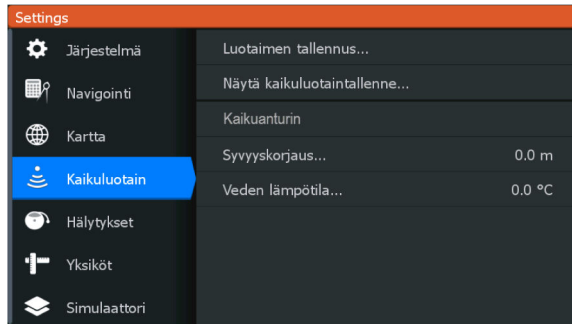 Settings
Järjestelmä
Navigointi
Kartta
Kaikuluotain
Hälytykset
Yksiköt
Simulaattori
Luotaimen tallennus...
Näytä kaikuluotaintallenne...
Kaikuanturin
Syvyyskorjaus... 0.0 m
Veden lämpötila... 0.0 °C